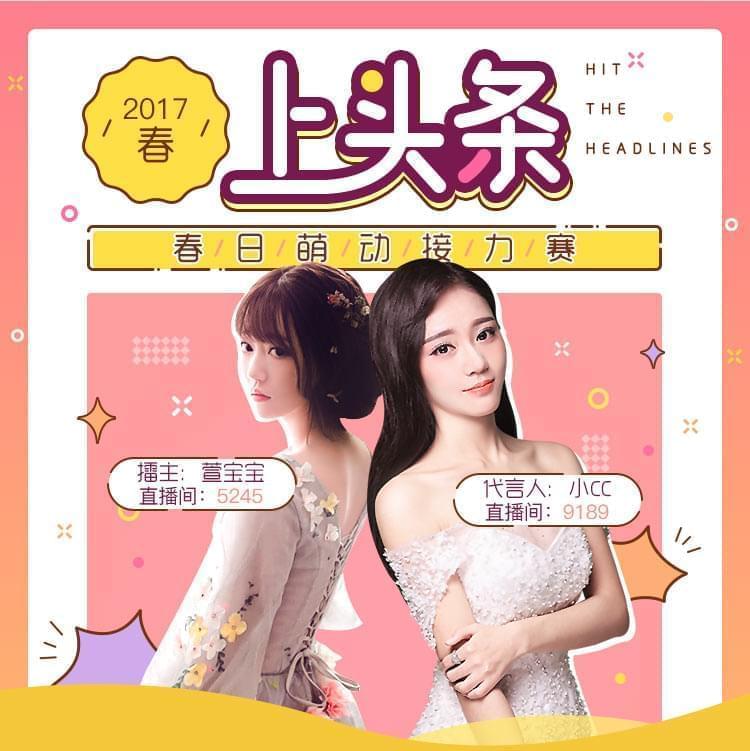 2017
春
上头条
HIT
THE
HEADLINES
春/日/萌/动/接/力/赛
擂主：萱宝宝
直播间：5245
代言人：小CC
直播间：9189